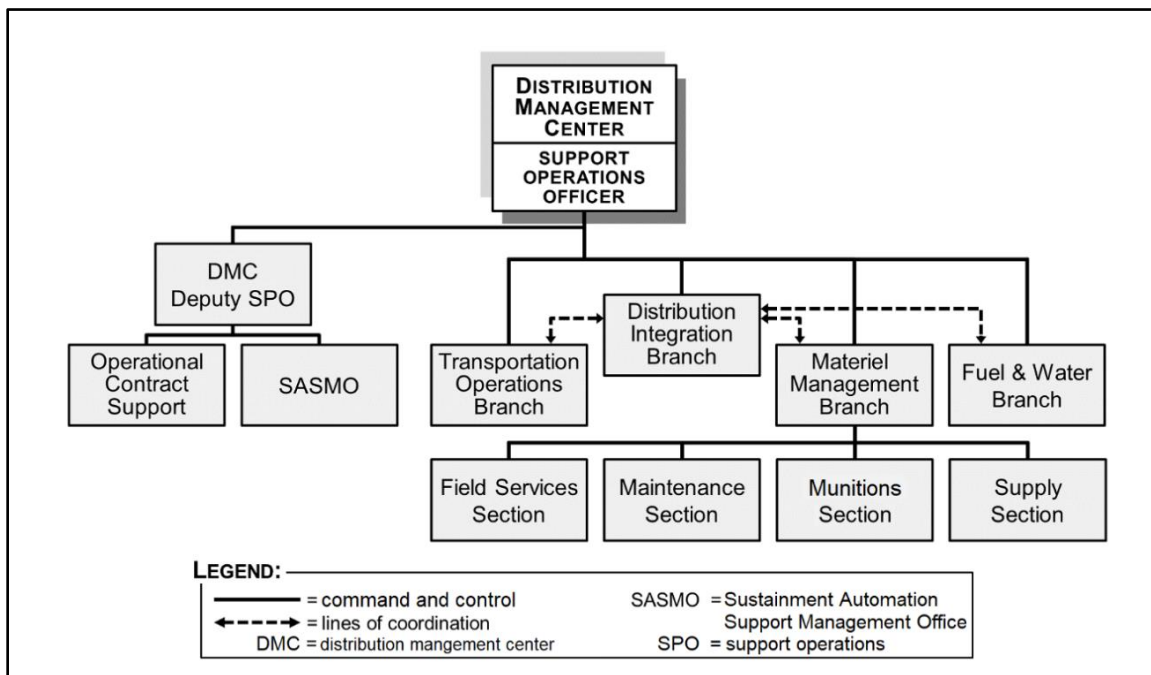 DISTRIBUTION
MANAGEMENT
CENTER
SUPPORT
OPERATIONS
OFFICER
DMC
Deputy SPO
Operational
Contract
Support
SASMO
Distribution
Integration
Branch
Transportation
Operations
Branch
Materiel
Management
Branch
Fuel & Water
Branch
Field Services
Section
Maintenance
Section
Munitions
Section
Supply
Section
LEGEND:
= command and control
= lines of coordination
DMC = distribution mangement center
SASMO = Sustainment Automation
Support Management Office
SPO = support operations